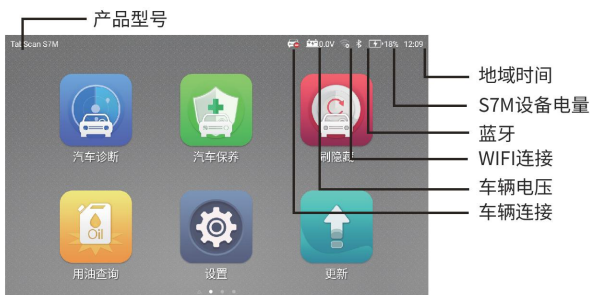 产品型号
TabScan S7M
0.0V 18% 12:09
地域时间
S7M设备电量
蓝牙
WIFI连接
车辆电压
车辆连接
汽车诊断 汽车保养 刷隐藏
Oil
用油查询 设置 更新